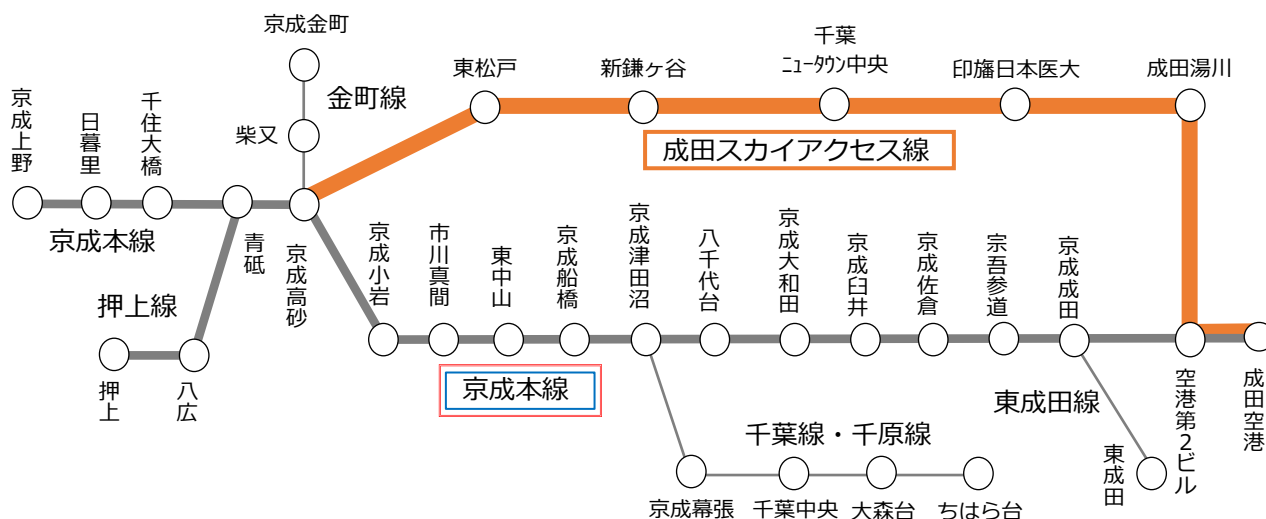 京成金町
金町線
柴又
東松戸
新鎌ヶ谷
千葉
ニュータウン中央
印旛日本医大
成田湯川
成田スカイアクセス線
京成上野
日暮里
千住大橋
京成本線
青砥
京成高砂
押上線
押上
八広
京成小岩
市川真間
東中山
京成船橋
京成津田沼
八千代台
京成大和田
京成臼井
京成佐倉
宗吾参道
京成成田
京成本線
東成田線
空港第2ビル
成田空港
東成田
千葉線・千原線
京成幕張
千葉中央
大森台
ちはら台